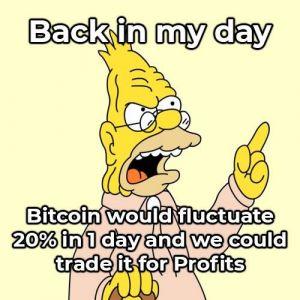 Back in my day
Bitcoin would fluctuate
20% in 1 day and we could
trade it for Profits